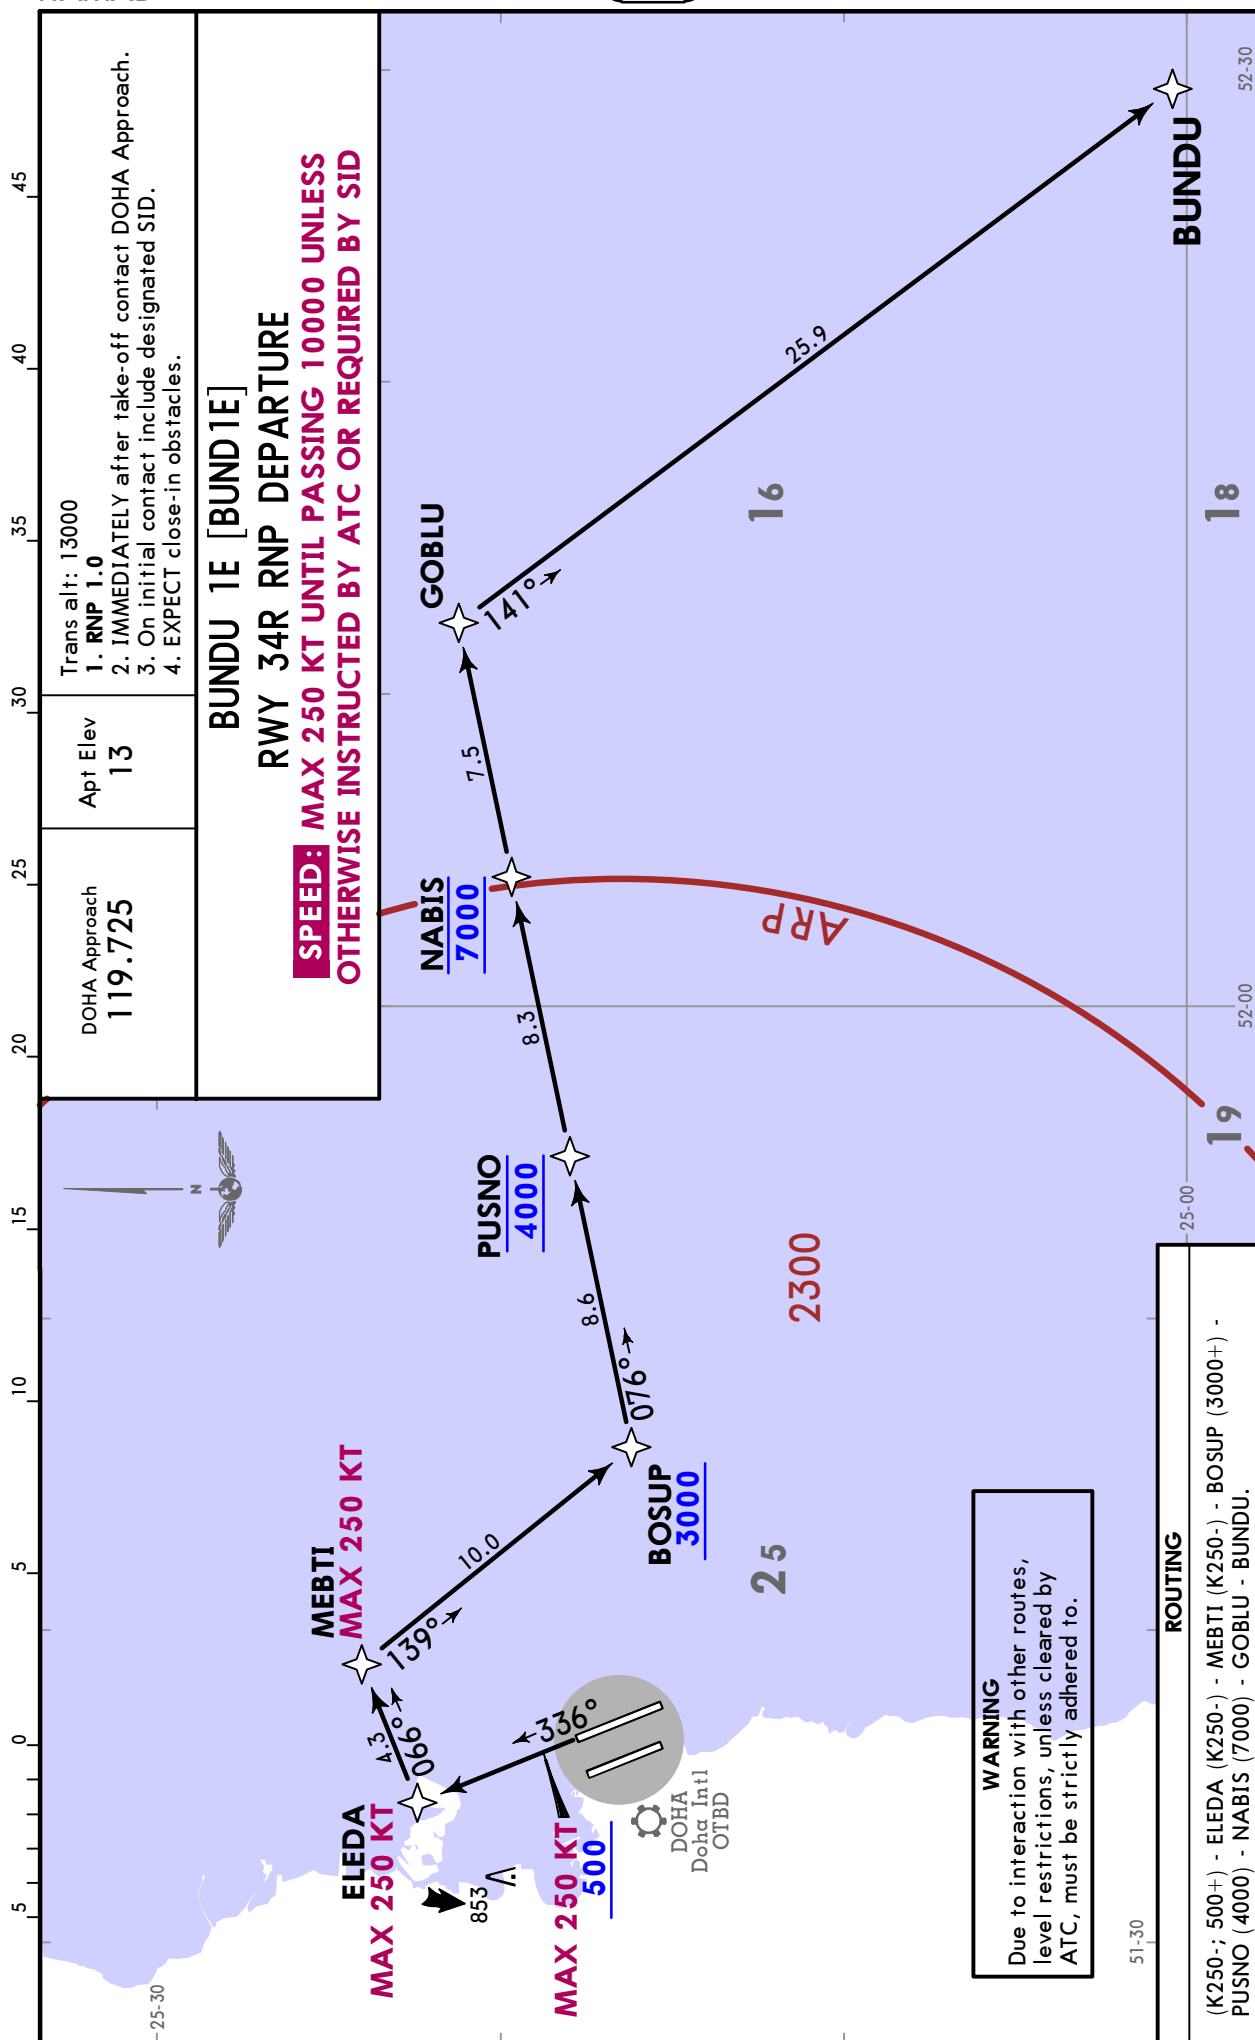 DOHA Approach
119.725
Apt Elev
13
Trans alt: 13000
1. RNP 1.0
2. IMMEDIATELY after take-off contact DOHA Approach.
3. On initial contact include designated SID.
4. EXPECT close-in obstacles.
BUNDU 1E [BUND1E]
RWY 34R RNP DEPARTURE
SPEED: MAX 250 KT UNTIL PASSING 10000 UNLESS
OTHERWISE INSTRUCTED BY ATC OR REQUIRED BY SID
5
0
5
10
15
20
25
30
35
40
45
25-30
N
MEBTI
MAX 250 KT
ELEDA
MAX 250 KT
4.3
066°
139°
10.0
853
336°
MAX 250 KT
500
DOHA
Doha Intl
OTBD
BOSUP
3000
076°
8.6
PUSNO
4000
8.3
NABIS
7000
7.5
GOBLU
141°
25.9
BUNDU
ARP
2300
25
16
18
19
52-30
52-00
25-00
51-30
WARNING
Due to interaction with other routes,
level restrictions, unless cleared by
ATC, must be strictly adhered to.
ROUTING
(K250-; 500+) - ELEDA (K250-) - MEBTI (K250-) - BOSUP (3000+) -
PUSNO (4000) - NABIS (7000) - GOBLU - BUNDU.